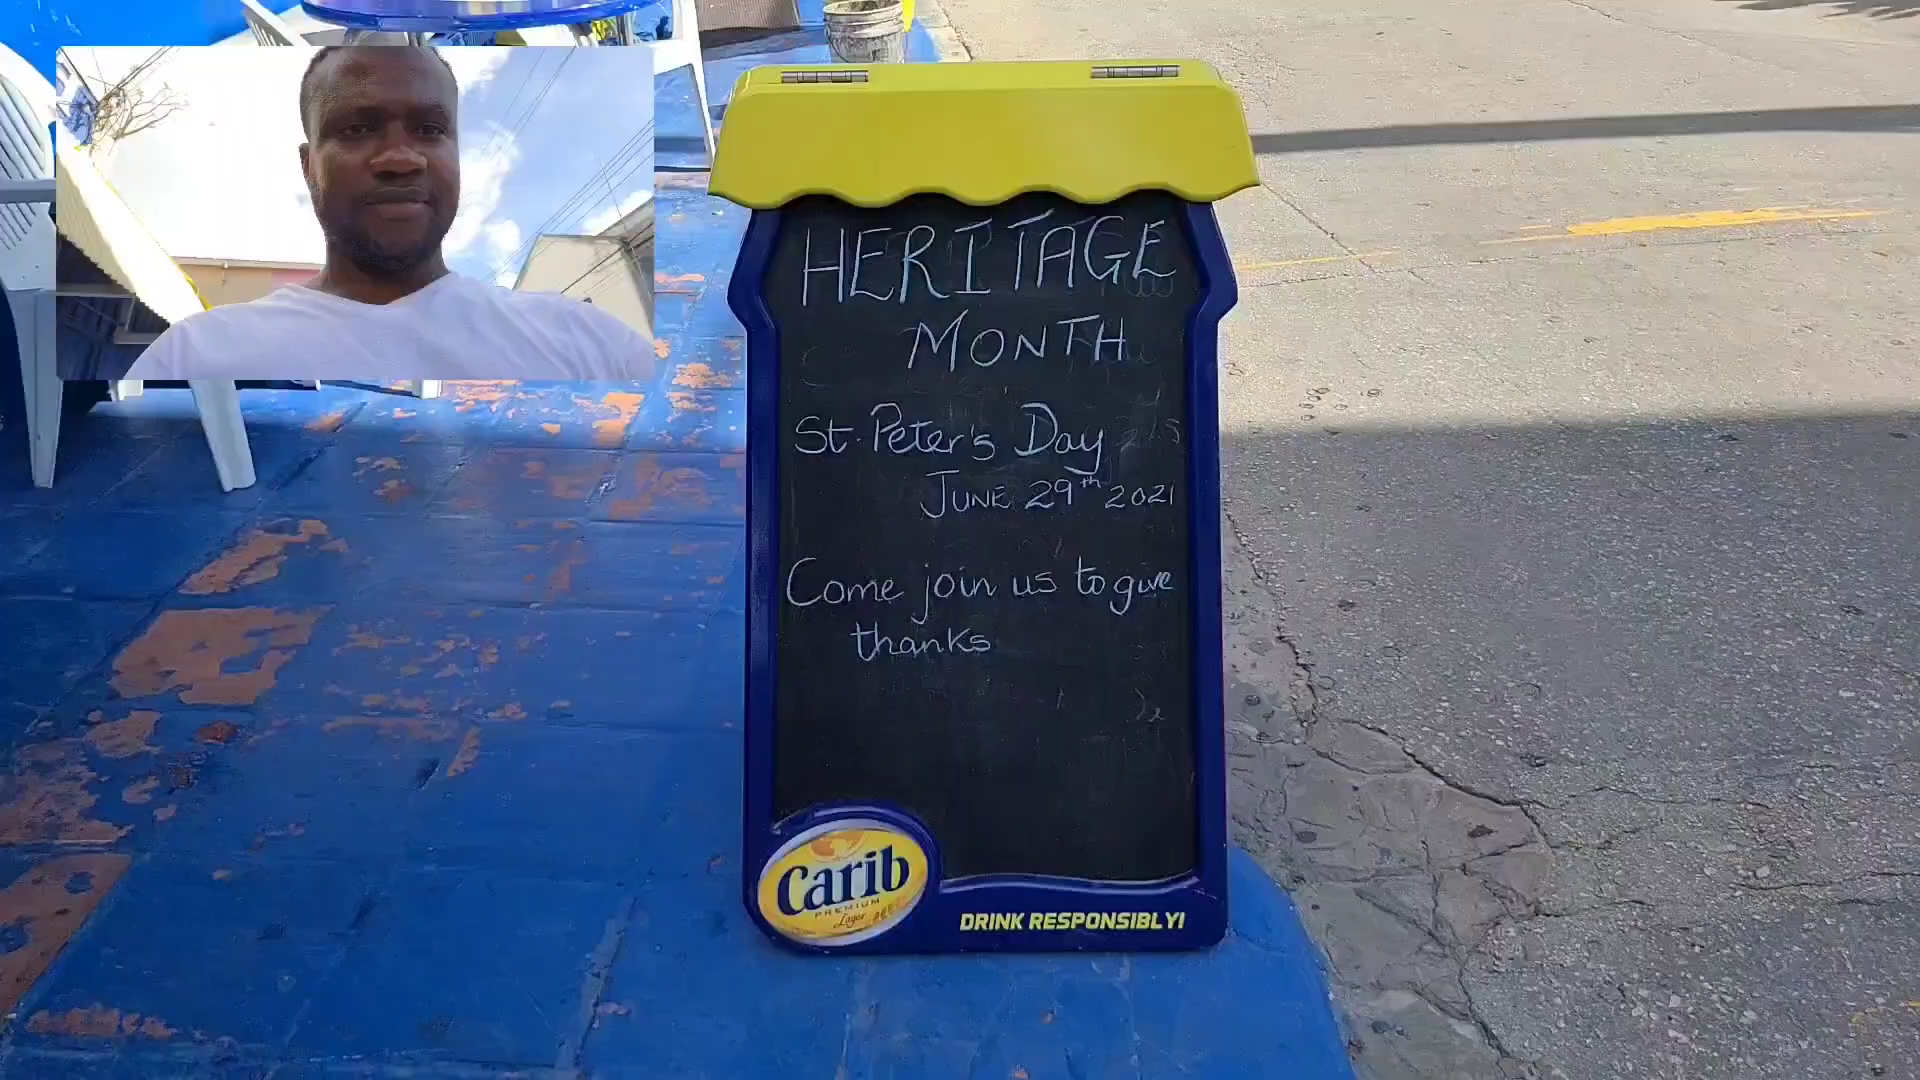 HERITAGE
MONTH
St. Peter's Day
JUNE 29th 2021
Come join us to give
thanks
Carib
PREMIUM
Lager
DRINK RESPONSIBLY!